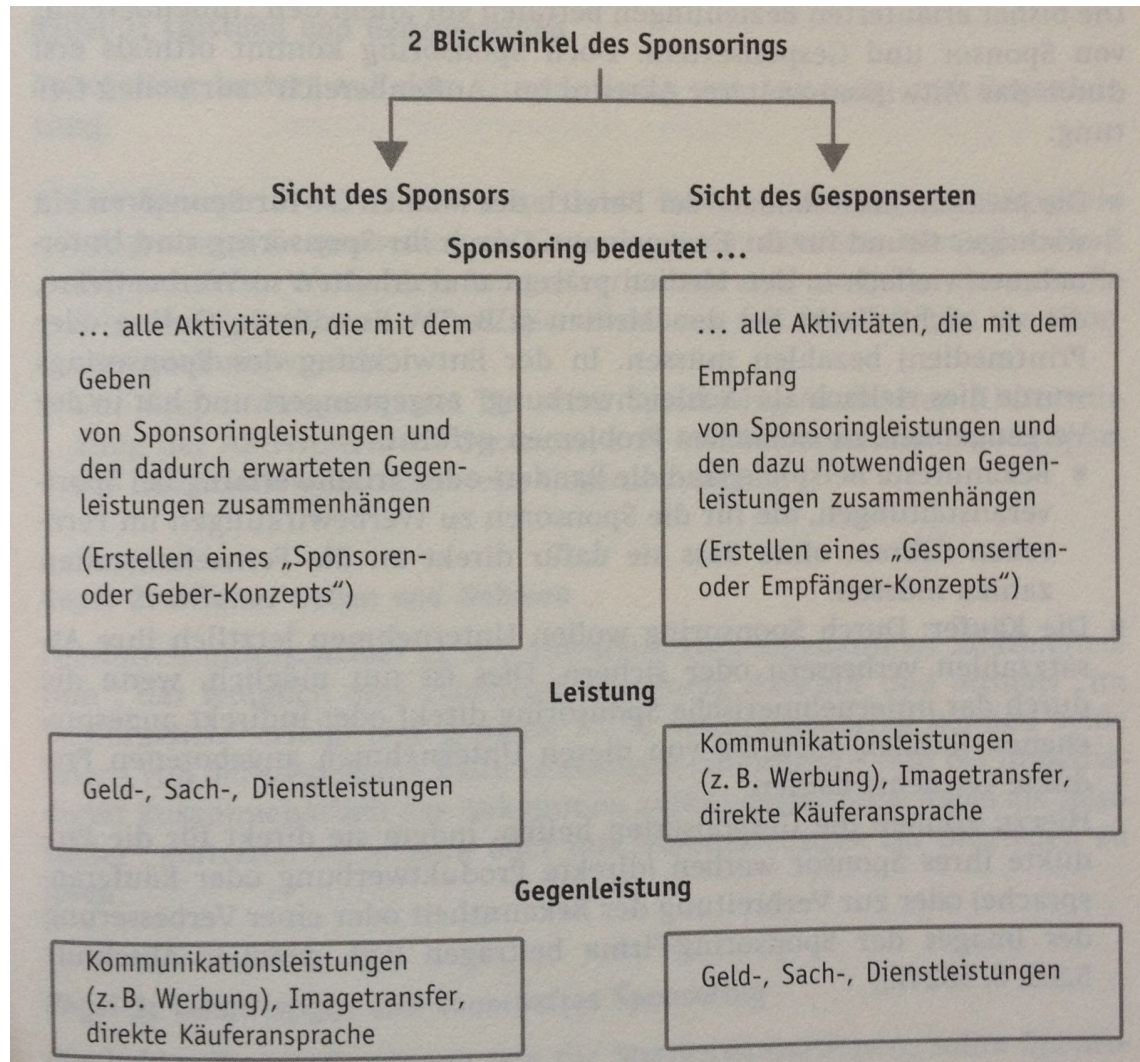 2 Blickwinkel des Sponsorings
Sicht des Sponsors
Sicht des Gesponserten
Sponsoring bedeutet ...
... alle Aktivitäten, die mit dem
Geben
von Sponsoringleistungen und
den dadurch erwarteten Gegen-
leistungen zusammenhängen
(Erstellen eines „Sponsoren-
oder Geber-Konzepts“)
... alle Aktivitäten, die mit dem
Empfang
von Sponsoringleistungen und
den dazu notwendigen Gegen-
leistungen zusammenhängen
(Erstellen eines „Gesponserten-
oder Empfänger-Konzepts“)
Leistung
Geld-, Sach-, Dienstleistungen
Kommunikationsleistungen
(z. B. Werbung), Imagetransfer,
direkte Käuferansprache
Gegenleistung
Kommunikationsleistungen
(z. B. Werbung), Imagetransfer,
direkte Käuferansprache
Geld-, Sach-, Dienstleistungen